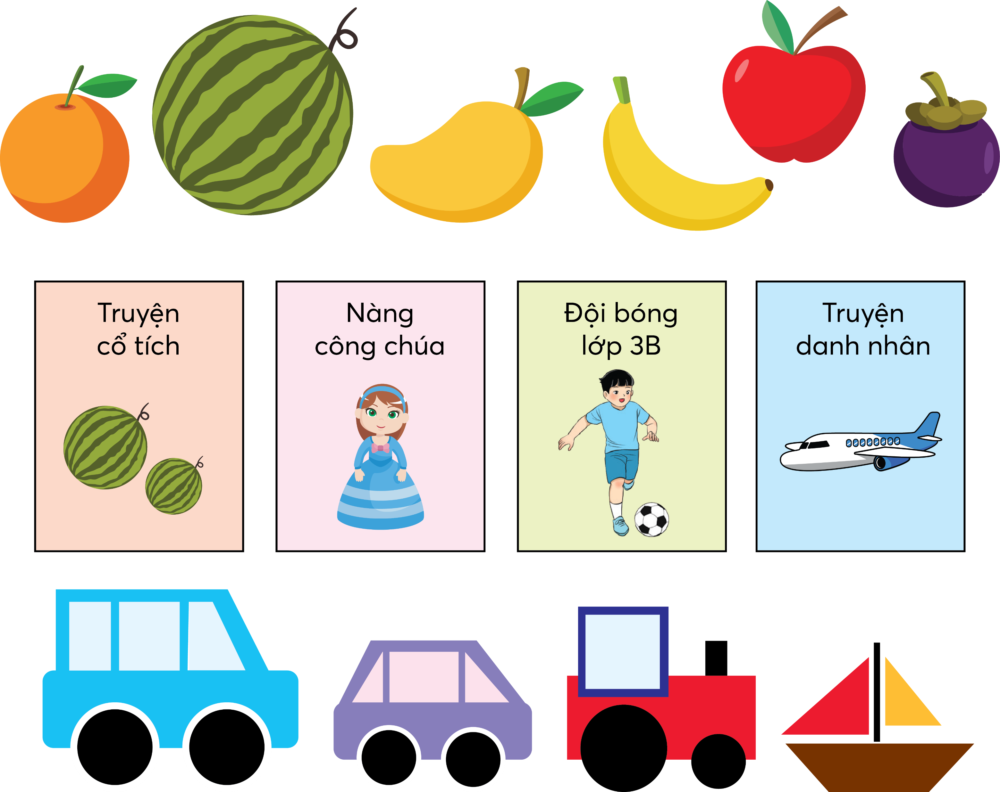 Truyện
cổ tích
Nàng
công chúa
Đội bóng
lớp 3B
Truyện
danh nhân